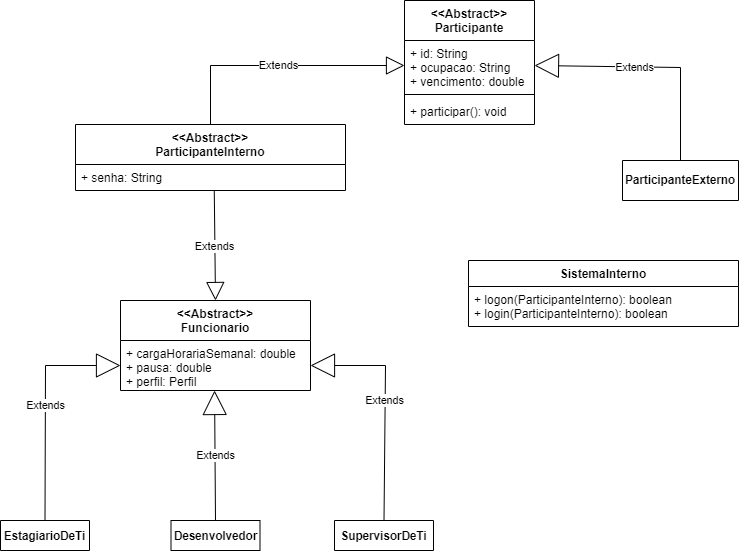 <<Abstract>>
Participante
+ id: String
+ ocupacao: String
+ vencimento: double
+ participar(): void
Extends
Extends
<<Abstract>>
ParticipanteInterno
+ senha: String
ParticipanteExterno
Extends
SistemaInterno
+ logon(ParticipanteInterno): boolean
+ login(ParticipanteInterno): boolean
<<Abstract>>
Funcionario
+ cargaHorariaSemanal: double
+ pausa: double
+ perfil: Perfil
Extends
Extends
Extends
EstagiarioDeTi
Desenvolvedor
SupervisorDeTi